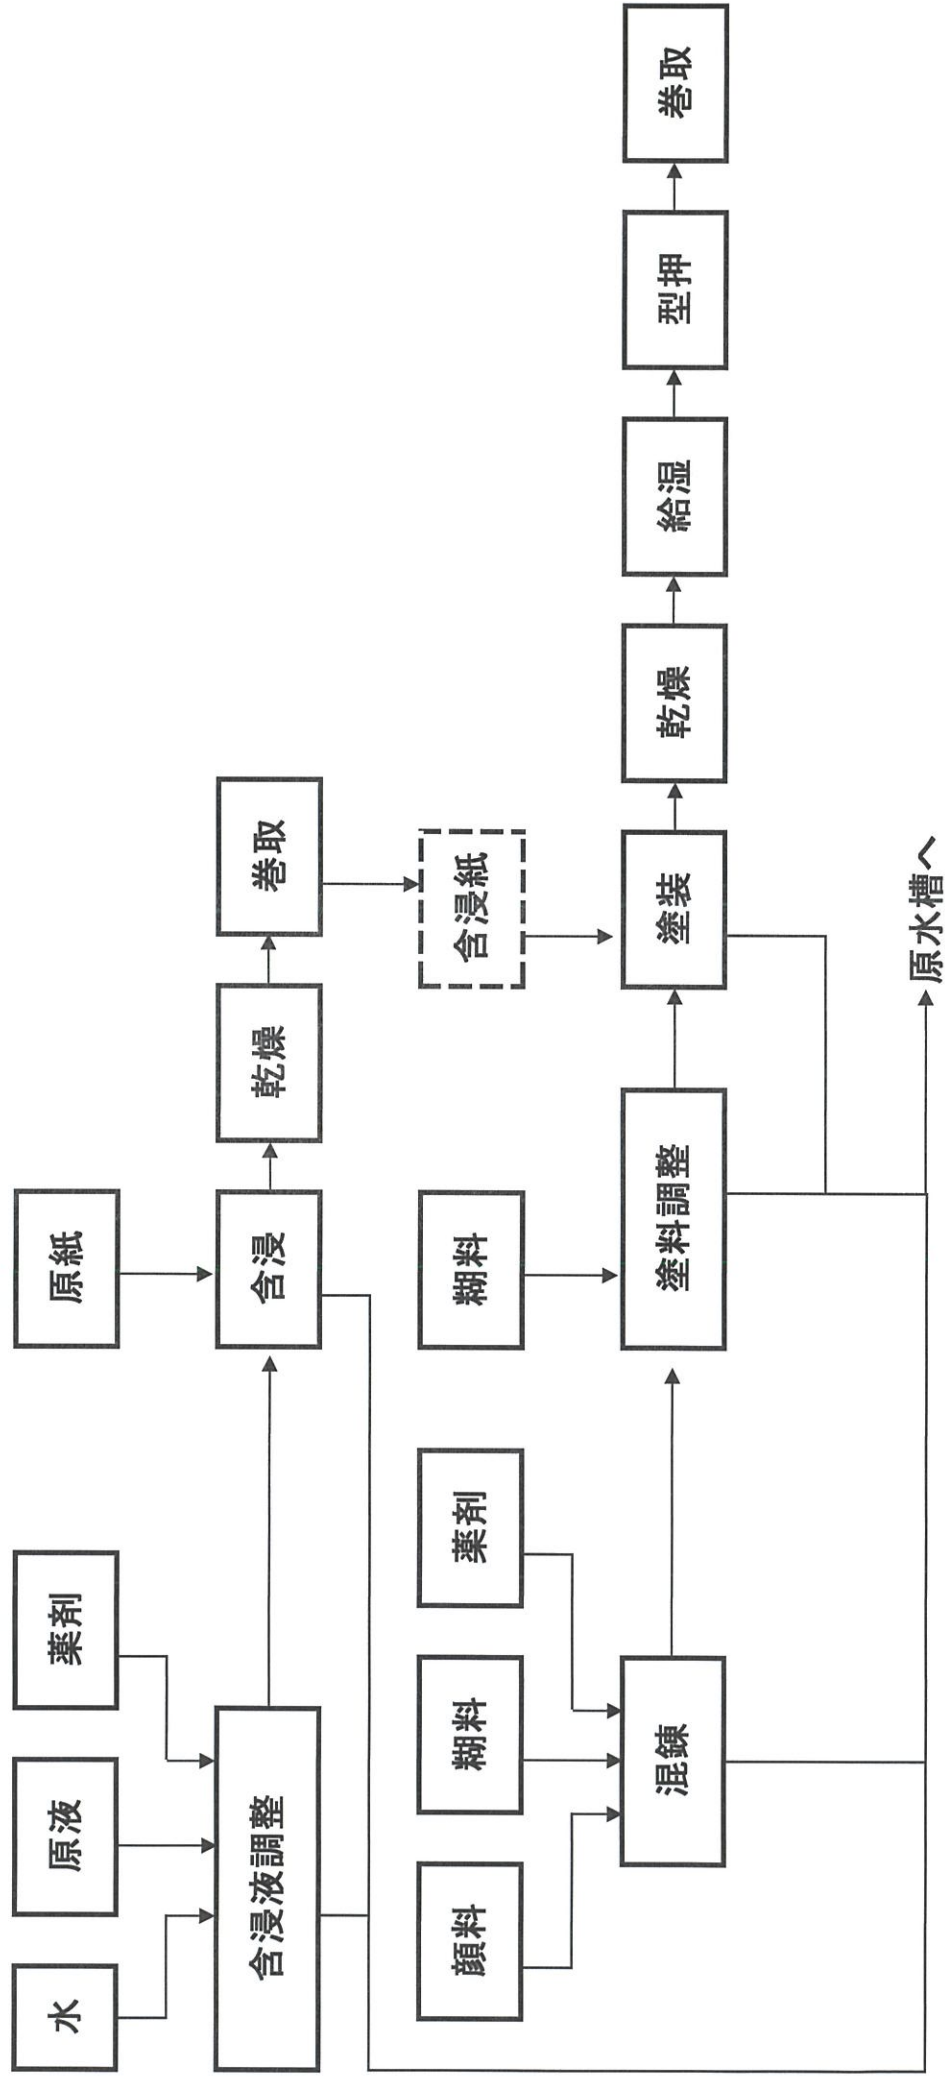 水
原液
薬剤
原紙
含浸液調整
含浸
乾燥
巻取
顔料
糊料
薬剤
糊料
含浸紙
混錬
塗料調整
塗装
乾燥
給湿
型押
巻取
原水槽へ